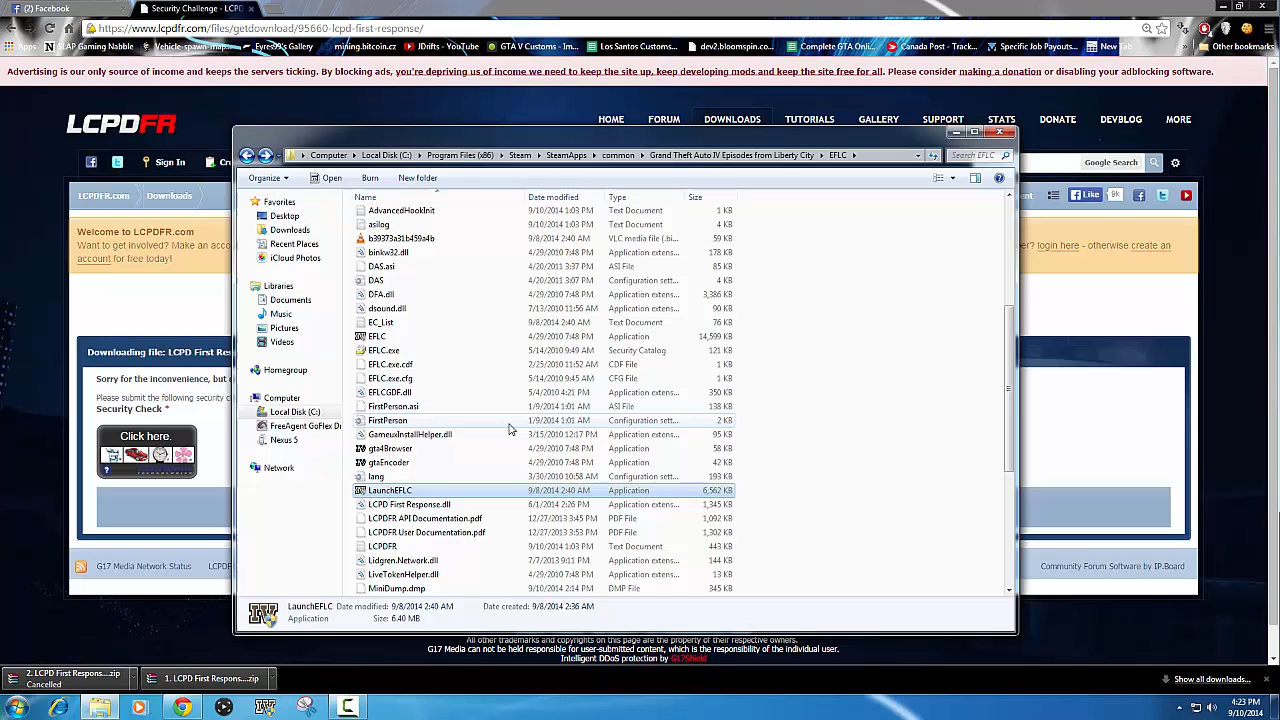 (2) Facebook
Security Challenge - LCPD
https://www.lcpdfr.com/files/getdownload/95660-lcpd-first-response/
Apps
SLAP Gaming Nabble
Vehicle-spawn-map...
Eyres99's Gallery
mining.bitcoin.cz
JDrifts - YouTube
GTA V Customs - Im...
Los Santos Customs...
dev2.bloomspin.co...
Complete GTA Onli...
Canada Post - Track...
Specific Job Payouts...
New Tab
Other bookmarks
Advertising is our only source of income and keeps the servers ticking. By blocking ads, you're depriving us of income we need to keep the site up, keep developing mods and keep the site free for all. Please consider making a donation or disabling your adblocking software.
LCPDFR
HOME FORUM DOWNLOADS TUTORIALS GALLERY SUPPORT STATS DONATE DEVBLOG MORE
Computer Local Disk (C:) Program Files (x86) Steam SteamApps common Grand Theft Auto IV Episodes from Liberty City EFLC
Search EFLC
Sign In
Cre
Google Search
Organize Open Burn New folder
LCPDFR.com Downloads
Like 9k
Name Date modified Type Size
Favorites
Desktop
Downloads
Recent Places
iCloud Photos
Libraries
Documents
Music
Pictures
Videos
Homegroup
Computer
Local Disk (C:)
FreeAgent GoFlex Dr
Nexus 5
Network
AdvancedHookInit 9/10/2014 1:03 PM Text Document 1 KB
asilog 9/10/2014 1:03 PM Text Document 1 KB
b39373a31b459a4b 9/8/2014 2:40 AM VLC media file (.bi... 59 KB
binkw32.dll 4/29/2010 7:48 PM Application extens... 178 KB
DAS.asi 4/20/2011 3:37 PM ASI File 85 KB
DAS 4/20/2011 3:07 PM Configuration sett... 4 KB
DFA.dll 4/29/2010 7:48 PM Application extens... 3,386 KB
dsound.dll 7/13/2010 11:56 AM Application extens... 90 KB
EC_List 9/8/2014 2:40 AM Text Document 76 KB
EFLC 4/29/2010 7:48 PM Application 14,599 KB
EFLC.exe 5/14/2010 9:49 AM Security Catalog 121 KB
EFLC.exe.cdf 2/25/2010 11:52 AM CDF File 1 KB
EFLC.exe.cfg 5/14/2010 9:45 AM CFG File 1 KB
EFLCGDF.dll 5/4/2010 4:21 PM Application extens... 350 KB
FirstPerson.asi 1/9/2014 1:01 AM ASI File 138 KB
FirstPerson 1/9/2014 1:01 AM Configuration sett... 2 KB
GameuxInstallHelper.dll 3/15/2010 12:17 PM Application extens... 95 KB
gta4Browser 4/29/2010 7:48 PM Application 58 KB
gtaEncoder 4/29/2010 7:48 PM Application 42 KB
lang 3/30/2010 10:58 AM Configuration sett... 193 KB
LaunchEFLC 9/8/2014 2:40 AM Application 6,562 KB
LCPD First Response.dll 6/1/2014 2:26 PM Application extens... 1,345 KB
LCPDFR API Documentation.pdf 12/27/2013 3:45 PM PDF File 1,092 KB
LCPDFR User Documentation.pdf 12/27/2013 3:53 PM PDF File 1,302 KB
LCPDFR 9/10/2014 1:03 PM Text Document 443 KB
Lidgren.Network.dll 7/7/2013 9:11 PM Application extens... 144 KB
LiveTokenHelper.dll 4/29/2010 7:48 PM Application extens... 13 KB
MiniDump.dmp 9/10/2014 2:14 PM DMP File 345 KB
LaunchEFLC Date modified: 9/8/2014 2:40 AM Date created: 9/8/2014 2:36 AM
Application Size: 6.40 MB
Welcome to LCPDFR.com
Want to get involved? Make an accou
account for free today!
login here - otherwise create an
Downloading file: LCPD First Res
Sorry for the inconvenience, but o
Please submit the following security c
Security Check *
Click here.
G17 Media Network Status LCPDF
Community Forum Software by IP.Board
All other trademarks and copyrights on this page are the property of their respective owners.
G17 Media can not be held responsible for user-submitted content, which is the responsibility of the individual user.
Intelligent DDoS protection by G17Shield
2. LCPD First Respons....zip
Cancelled
1. LCPD First Respons....zip
Show all downloads...
4:23 PM
9/10/2014